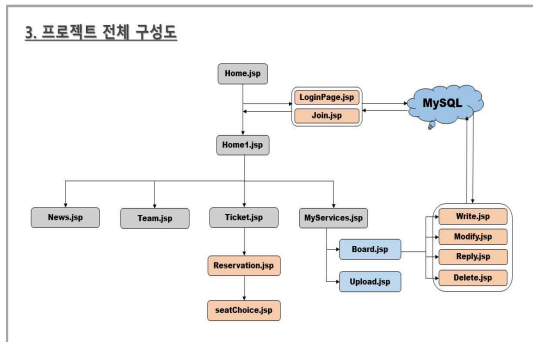 3. 프로젝트 전체 구성도
Home.jsp
LoginPage.jsp
Join.jsp
MySQL
Home1.jsp
News.jsp
Team.jsp
Ticket.jsp
MyServices.jsp
Write.jsp
Modify.jsp
Reply.jsp
Delete.jsp
Board.jsp
Reservation.jsp
Upload.jsp
seatChoice.jsp